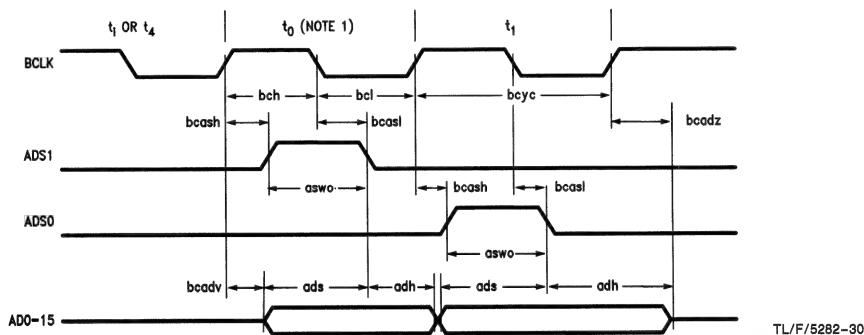 tᵢ OR t₄ t₀ (NOTE 1) t₁
BCLK
bch bcl bcyc
bcash bcasl bcadz
ADS1
aswo bcash bcasl
ADS0
aswo
bcadv ads adh ads adh
AD0-15
TL/F/5282-30